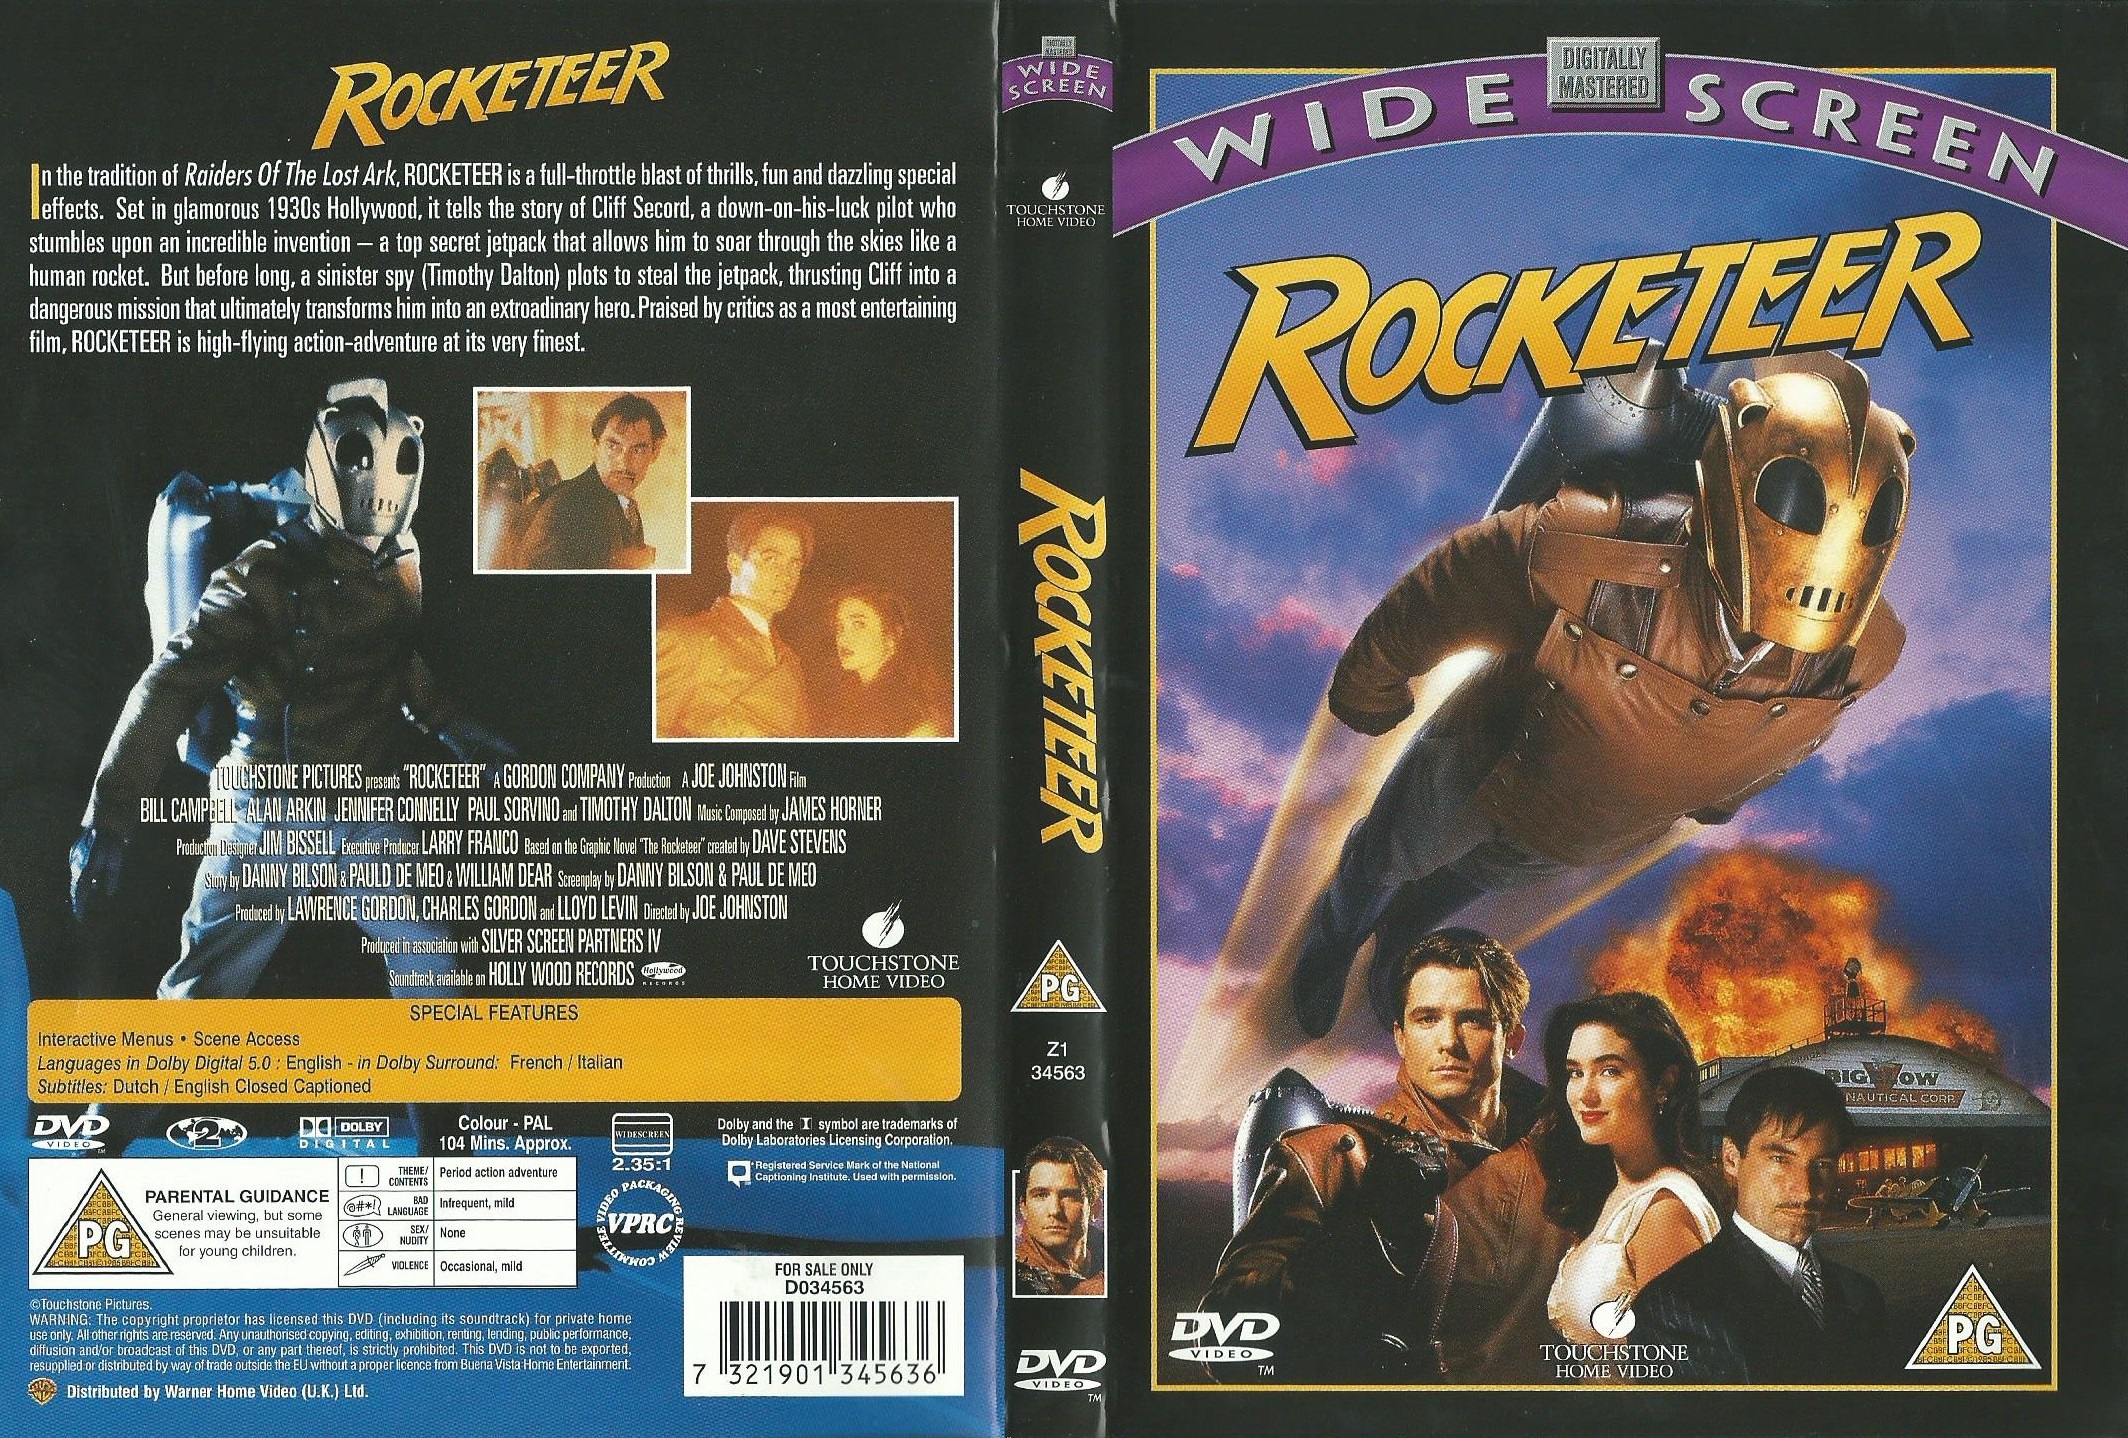 ROCKETEER
In the tradition of Raiders Of The Lost Ark, ROCKETEER is a full-throttle blast of thrills, fun and dazzling special
effects. Set in glamorous 1930s Hollywood, it tells the story of Cliff Secord, a down-on-his-luck pilot who
stumbles upon an incredible invention – a top secret jetpack that allows him to soar through the skies like a
human rocket. But before long, a sinister spy (Timothy Dalton) plots to steal the jetpack, thrusting Cliff into a
dangerous mission that ultimately transforms him into an extroadinary hero. Praised by critics as a most entertaining
film, ROCKETEER is high-flying action-adventure at its very finest.
TOUCHSTONE PICTURES presents "ROCKETEER" A GORDON COMPANY Production A JOE JOHNSTON Film
BILL CAMPBELL ALAN ARKIN JENNIFER CONNELLY PAUL SORVINO and TIMOTHY DALTON Music Composed by JAMES HORNER
Production Designer JIM BISSELL Executive Producer LARRY FRANCO Based on the Graphic Novel "The Rocketeer" created by DAVE STEVENS
Story by DANNY BILSON & PAULD DE MEO & WILLIAM DEAR Screenplay by DANNY BILSON & PAUL DE MEO
Produced by LAWRENCE GORDON, CHARLES GORDON and LLOYD LEVIN Directed by JOE JOHNSTON
Produced in association with SILVER SCREEN PARTNERS IV
Soundtrack available on HOLLY WOOD RECORDS Hollywood RECORDS
TOUCHSTONE
HOME VIDEO
SPECIAL FEATURES
Interactive Menus • Scene Access
Languages in Dolby Digital 5.0 : English - in Dolby Surround: French / Italian
Subtitles: Dutch / English Closed Captioned
DVD
VIDEO
TM
2
DOLBY
DIGITAL
Colour - PAL
104 Mins. Approx.
WIDESCREEN
2.35:1
Dolby and the symbol are trademarks of
Dolby Laboratories Licensing Corporation.
*Registered Service Mark of the National
Captioning Institute. Used with permission.
PG
PARENTAL GUIDANCE
General viewing, but some
scenes may be unsuitable
for young children.
!
THEME/
CONTENTS
Period action adventure
@#*!
BAD
LANGUAGE
Infrequent, mild
SEX/
NUDITY
None
VIOLENCE
Occasional, mild
VIDEO PACKAGING REVIEW COMMITTEE
VPRC
FOR SALE ONLY
D034563
7 321901 345636
©Touchstone Pictures.
WARNING: The copyright proprietor has licensed this DVD (including its soundtrack) for private home
use only. All other rights are reserved. Any unauthorised copying, editing, exhibition, renting, lending, public performance,
diffusion and/or broadcast of this DVD, or any part thereof, is strictly prohibited. This DVD is not to be exported,
resupplied or distributed by way of trade outside the EU without a proper licence from Buena Vista Home Entertainment.
Distributed by Warner Home Video (U.K.) Ltd.
DIGITALLY
MASTERED
WIDE
SCREEN
TOUCHSTONE
HOME VIDEO
ROCKETEER
PG
Z1
34563
DVD
VIDEO
TM
DIGITALLY
MASTERED
WIDE SCREEN
ROCKETEER
NAUTICAL CORP.
DVD
VIDEO
TM
TOUCHSTONE
HOME VIDEO
PG